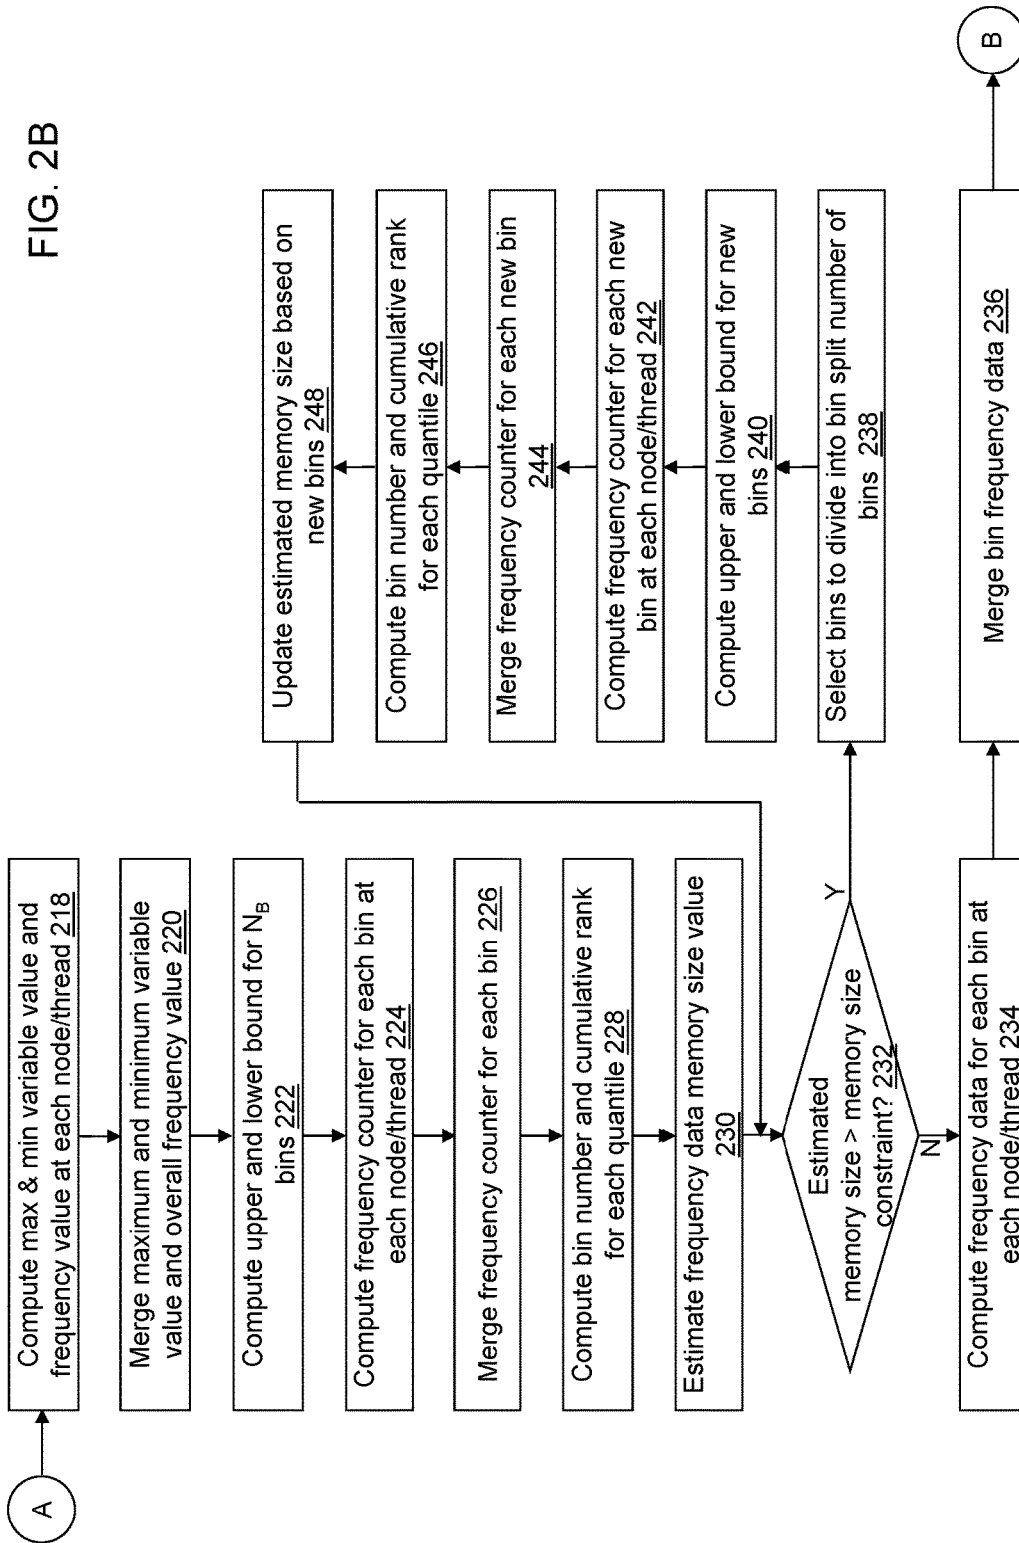 FIG. 2B
A
Compute max & min variable value and
frequency value at each node/thread 218
Merge maximum and minimum variable
value and overall frequency value 220
Compute upper and lower bound for NB
bins 222
Compute frequency counter for each bin at
each node/thread 224
Merge frequency counter for each bin 226
Compute bin number and cumulative rank
for each quantile 228
Estimate frequency data memory size value
230
Estimated
memory size > memory size
constraint? 232
Y
N
Compute frequency data for each bin at
each node/thread 234
Update estimated memory size based on
new bins 248
Compute bin number and cumulative rank
for each quantile 246
Merge frequency counter for each new bin
244
Compute frequency counter for each new
bin at each node/thread 242
Compute upper and lower bound for new
bins 240
Select bins to divide into bin split number of
bins 238
Merge bin frequency data 236
B